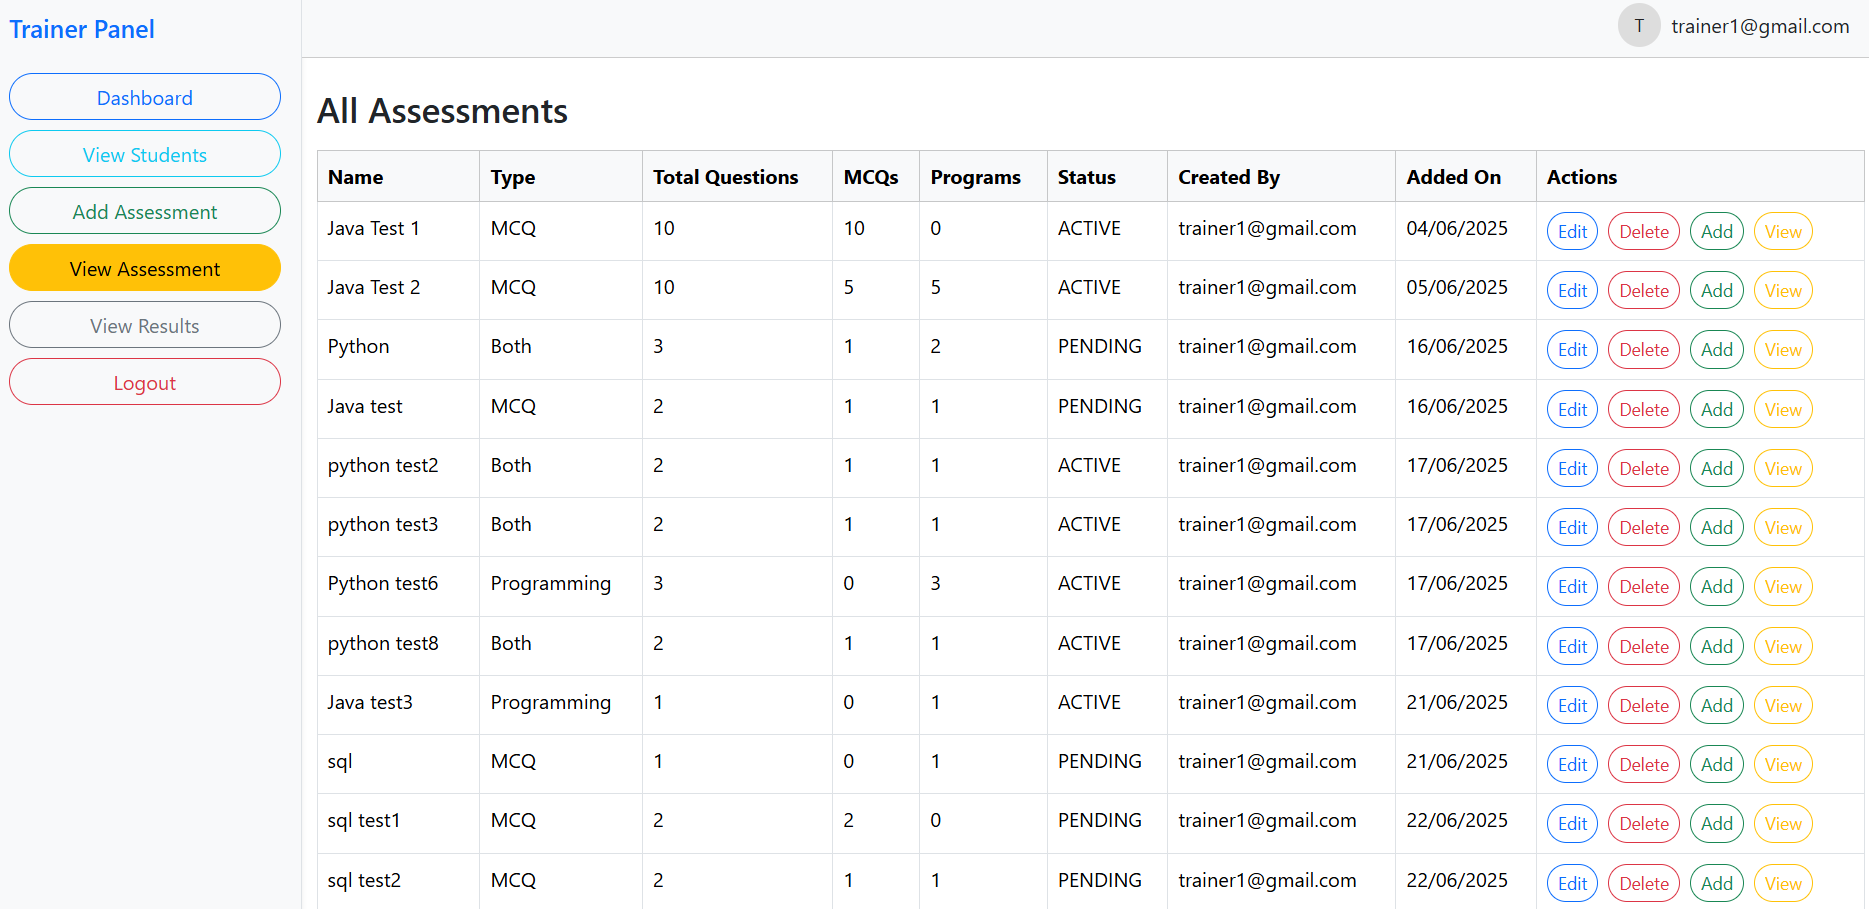 Trainer Panel
T trainer1@gmail.com
Dashboard
View Students
Add Assessment
View Assessment
View Results
Logout
All Assessments
Name Type Total Questions MCQs Programs Status Created By Added On Actions
Java Test 1 MCQ 10 10 0 ACTIVE trainer1@gmail.com 04/06/2025 Edit Delete Add View
Java Test 2 MCQ 10 5 5 ACTIVE trainer1@gmail.com 05/06/2025 Edit Delete Add View
Python Both 3 1 2 PENDING trainer1@gmail.com 16/06/2025 Edit Delete Add View
Java test MCQ 2 1 1 PENDING trainer1@gmail.com 16/06/2025 Edit Delete Add View
python test2 Both 2 1 1 ACTIVE trainer1@gmail.com 17/06/2025 Edit Delete Add View
python test3 Both 2 1 1 ACTIVE trainer1@gmail.com 17/06/2025 Edit Delete Add View
Python test6 Programming 3 0 3 ACTIVE trainer1@gmail.com 17/06/2025 Edit Delete Add View
python test8 Both 2 1 1 ACTIVE trainer1@gmail.com 17/06/2025 Edit Delete Add View
Java test3 Programming 1 0 1 ACTIVE trainer1@gmail.com 21/06/2025 Edit Delete Add View
sql MCQ 1 0 1 PENDING trainer1@gmail.com 21/06/2025 Edit Delete Add View
sql test1 MCQ 2 2 0 PENDING trainer1@gmail.com 22/06/2025 Edit Delete Add View
sql test2 MCQ 2 1 1 PENDING trainer1@gmail.com 22/06/2025 Edit Delete Add View